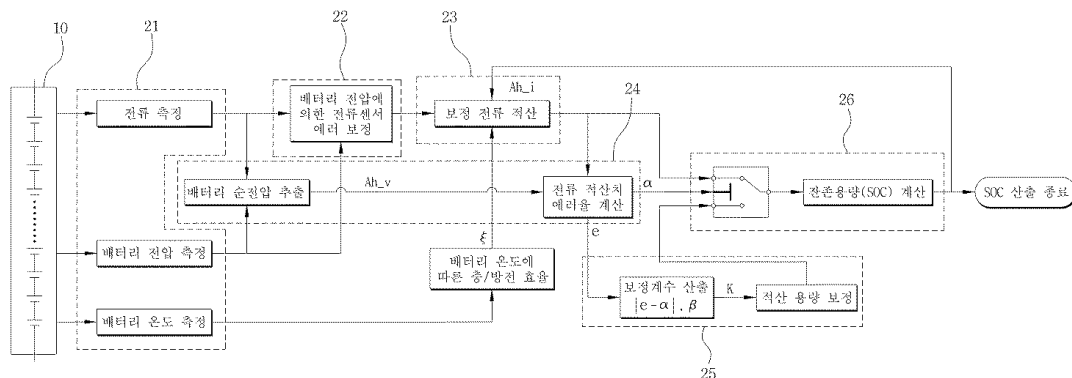 10
21
22
23
24
26
전류 측정
배터리 전압에
의한 전류센서
에러 보정
Ah_i
보정 전류 적산
배터리 순전압 추출
Ah_v
전류 적산치
에러율 계산
α
잔존용량(SOC) 계산
SOC 산출 종료
e
ξ
배터리 전압 측정
배터리 온도에
따른 충/방전 효율
보정계수 산출
|e-α|, β
K
적산 용량 보정
배터리 온도 측정
25